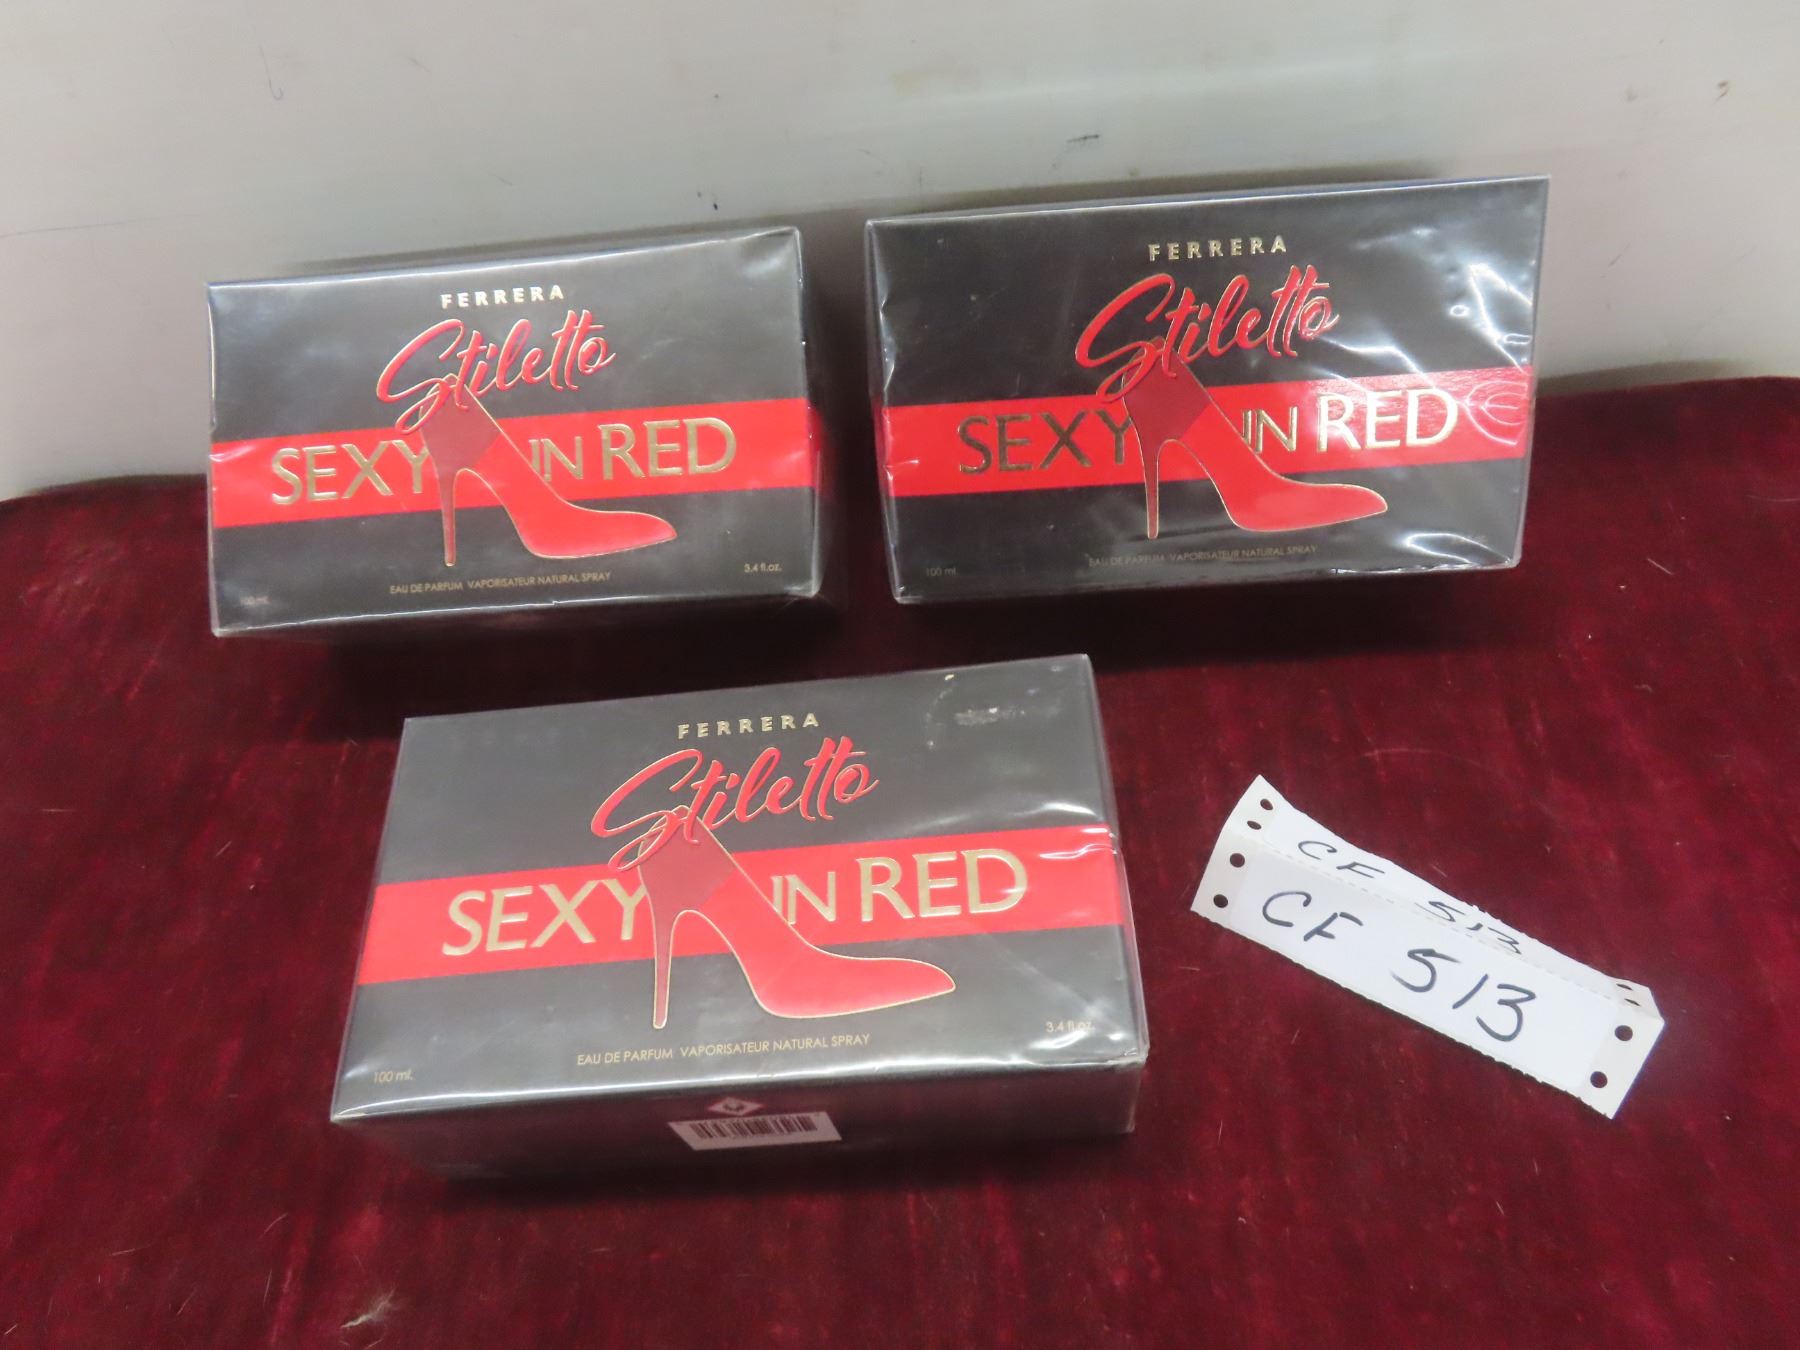 FERRERA
Stiletto
SEXY IN RED
EAU DE PARFUM VAPORISATEUR NATURAL SPRAY
100 ml.
3.4 fl.oz.
FERRERA
Stiletto
SEXY IN RED
EAU DE PARFUM VAPORISATEUR NATURAL SPRAY
100 ml.
FERRERA
Stiletto
SEXY IN RED
EAU DE PARFUM VAPORISATEUR NATURAL SPRAY
100 ml.
3.4 fl.oz.
CF 513
CF 513